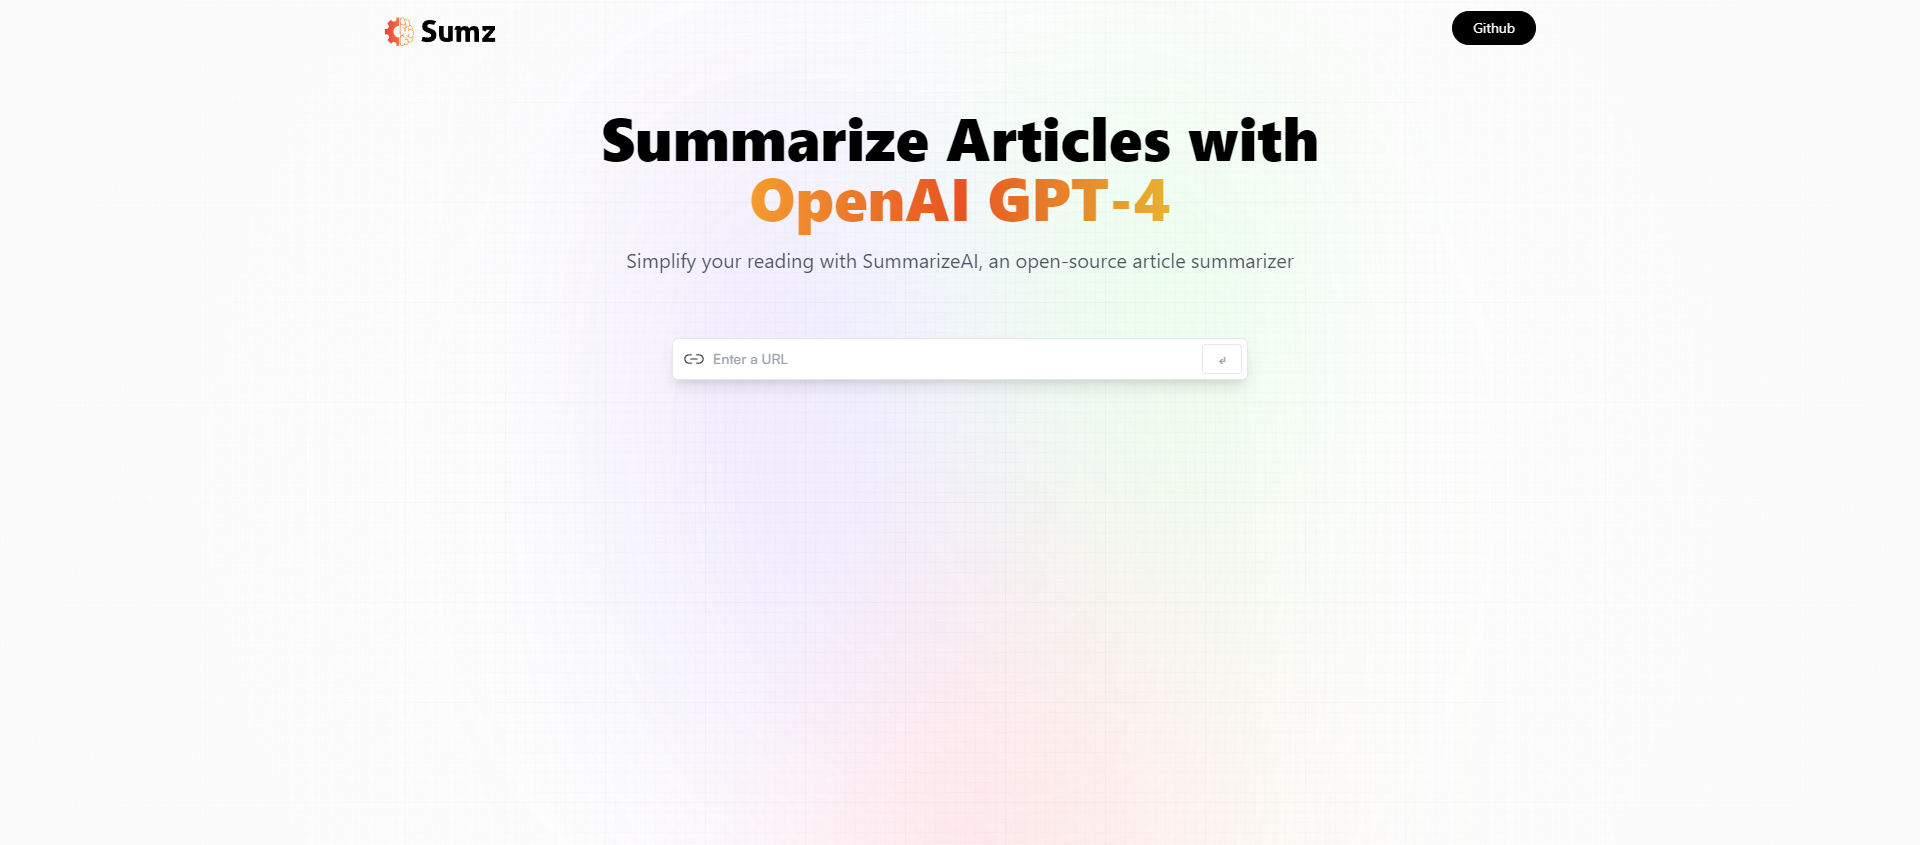 Sumz
Github
Summarize Articles with
OpenAI GPT-4
Simplify your reading with SummarizeAI, an open-source article summarizer
Enter a URL
↵